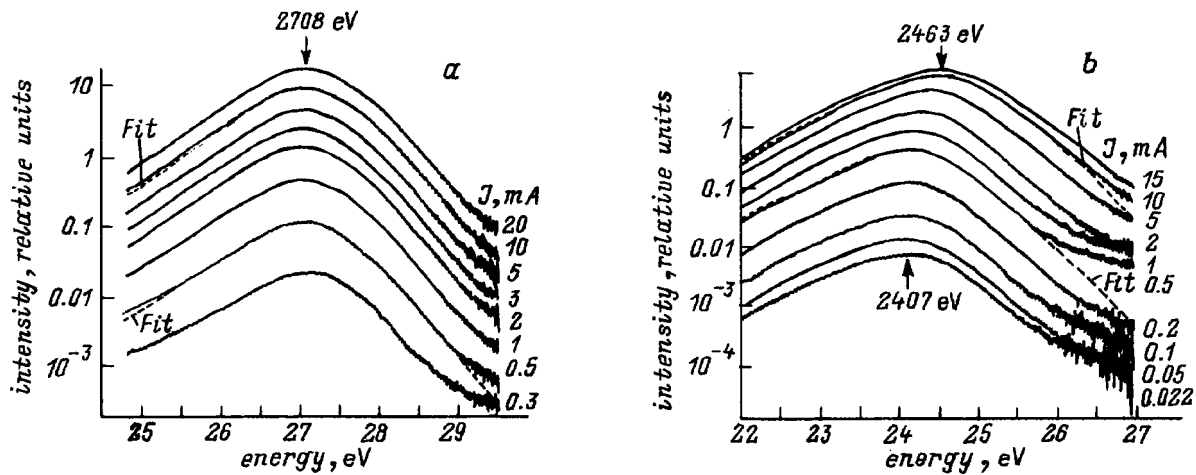 2708 eV
a
intensity, relative units
10
1
0.1
0.01
10⁻³
Fit
Fit
J, mA
20
10
5
3
2
1
0.5
0.3
25 26 27 28 29
energy, eV
2463 eV
b
intensity, relative units
1
0.1
0.01
10⁻³
10⁻⁴
Fit
J, mA
15
10
5
2
1
0.5
Fit
0.2
0.1
0.05
0.022
2407 eV
22 23 24 25 26 27
energy, eV